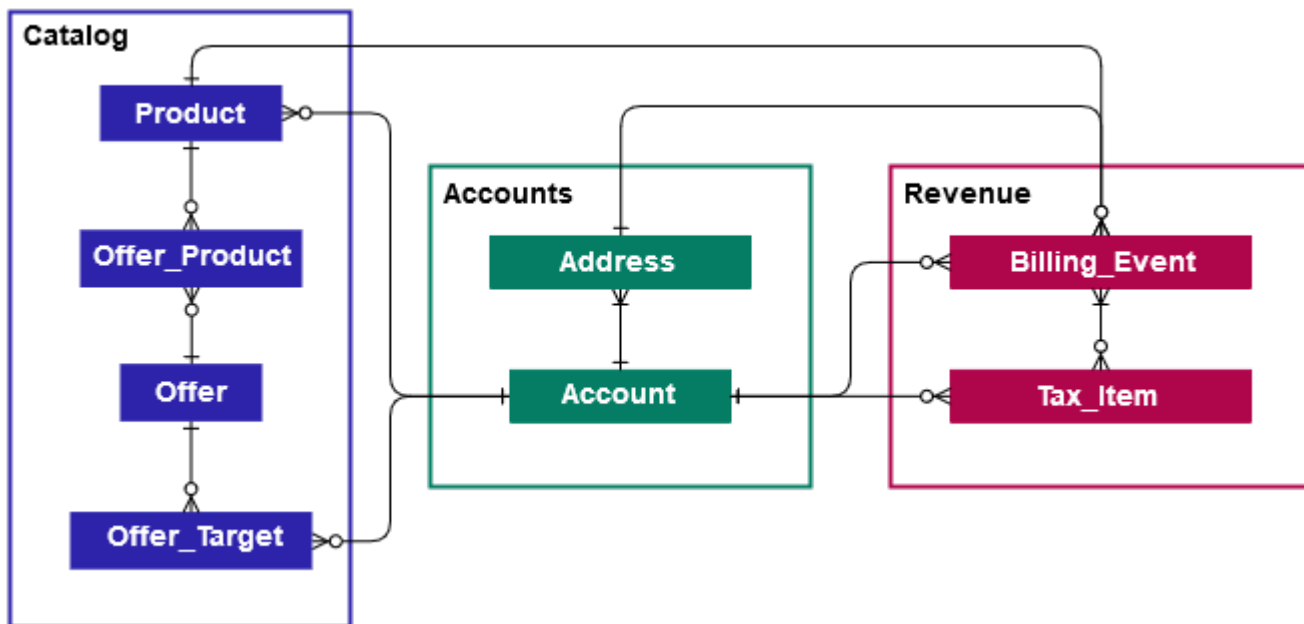 Catalog
Product
Offer_Product
Offer
Offer_Target
Accounts
Address
Account
Revenue
Billing_Event
Tax_Item